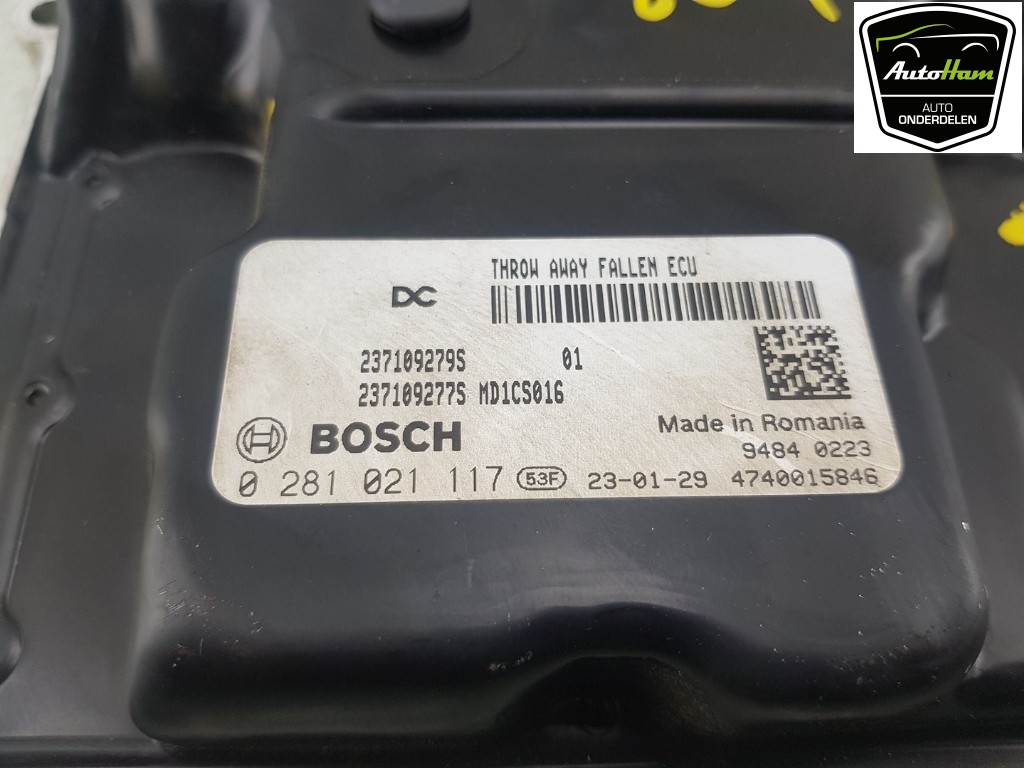 AutoHam
AUTO
ONDERDELEN
THROW AWAY FALLEN ECU
DC
237109279S 01
237109277S MD1CS016
BOSCH
Made in Romania
9484 0223
0 281 021 117 53F 23-01-29 4740015846